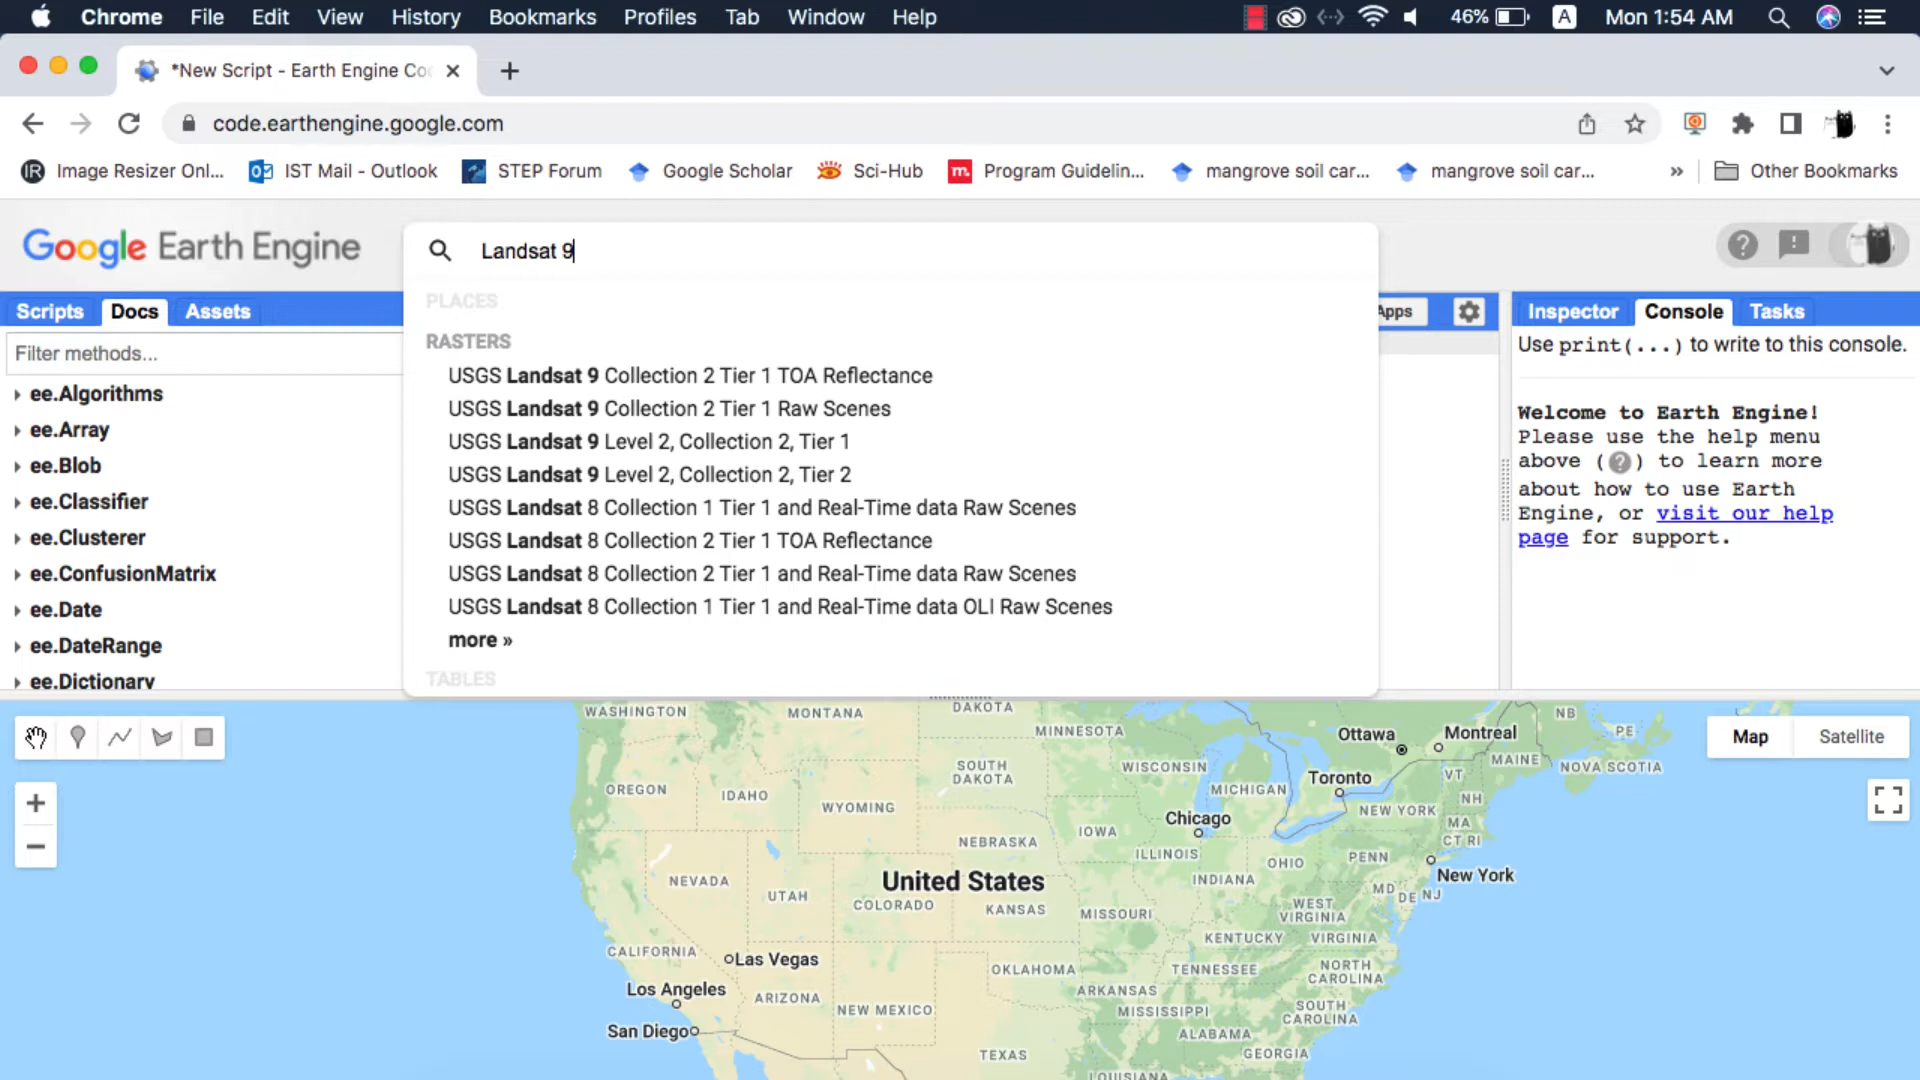 Chrome File Edit View History Bookmarks Profiles Tab Window Help 46% A Mon 1:54 AM
*New Script - Earth Engine Co
code.earthengine.google.com
IR Image Resizer Onl... IST Mail - Outlook STEP Forum Google Scholar Sci-Hub m. Program Guidelin... mangrove soil car... mangrove soil car... » Other Bookmarks
Google Earth Engine
Landsat 9
Scripts Docs Assets
Filter methods...
ee.Algorithms
ee.Array
ee.Blob
ee.Classifier
ee.Clusterer
ee.ConfusionMatrix
ee.Date
ee.DateRange
ee.Dictionary
PLACES
RASTERS
USGS Landsat 9 Collection 2 Tier 1 TOA Reflectance
USGS Landsat 9 Collection 2 Tier 1 Raw Scenes
USGS Landsat 9 Level 2, Collection 2, Tier 1
USGS Landsat 9 Level 2, Collection 2, Tier 2
USGS Landsat 8 Collection 1 Tier 1 and Real-Time data Raw Scenes
USGS Landsat 8 Collection 2 Tier 1 TOA Reflectance
USGS Landsat 8 Collection 2 Tier 1 and Real-Time data Raw Scenes
USGS Landsat 8 Collection 1 Tier 1 and Real-Time data OLI Raw Scenes
more »
TABLES
Apps
Inspector Console Tasks
Use print(...) to write to this console.
Welcome to Earth Engine!
Please use the help menu
above (?) to learn more
about how to use Earth
Engine, or visit our help
page for support.
Map Satellite
WASHINGTON
MONTANA
DAKOTA
MINNESOTA
Ottawa
Montreal
NB
PE
OREGON
IDAHO
WYOMING
SOUTH
DAKOTA
WISCONSIN
MICHIGAN
Toronto
VT
MAINE
NOVA SCOTIA
NH
NEW YORK
MA
CT RI
NEBRASKA
IOWA
Chicago
ILLINOIS
OHIO
PENN
New York
NEVADA
UTAH
United States
COLORADO
KANSAS
MISSOURI
INDIANA
WEST
VIRGINIA
MD
DE
NJ
CALIFORNIA
Las Vegas
KENTUCKY
VIRGINIA
Los Angeles
ARIZONA
NEW MEXICO
OKLAHOMA
ARKANSAS
TENNESSEE
NORTH
CAROLINA
San Diego
MISSISSIPPI
SOUTH
CAROLINA
ALABAMA
TEXAS
GEORGIA
LOUISIANA